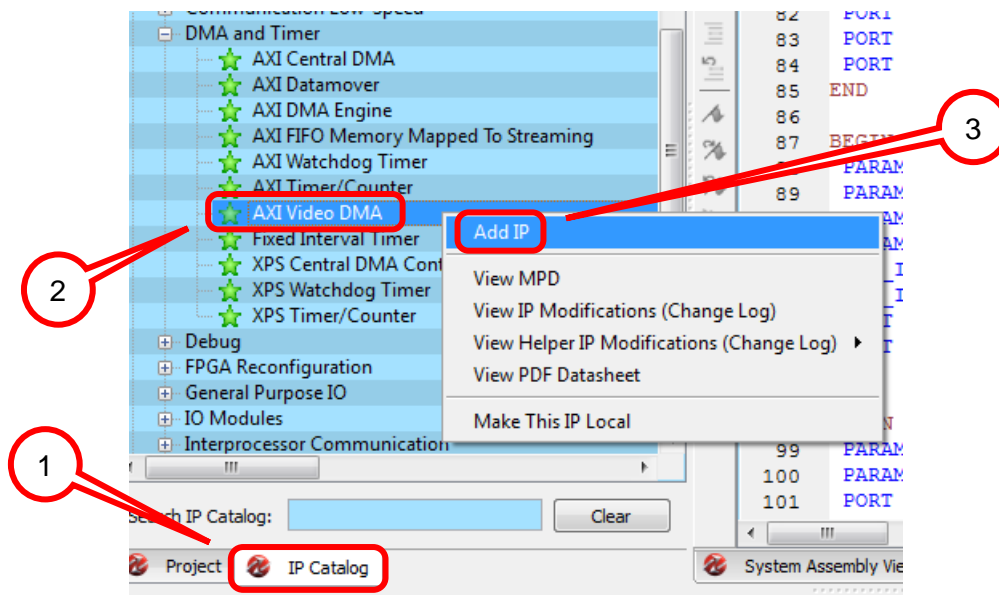 Communication Low-Speed
DMA and Timer
AXI Central DMA
AXI Datamover
AXI DMA Engine
AXI FIFO Memory Mapped To Streaming
AXI Watchdog Timer
AXI Timer/Counter
AXI Video DMA
Fixed Interval Timer
XPS Central DMA Cont
XPS Watchdog Timer
XPS Timer/Counter
Debug
FPGA Reconfiguration
General Purpose IO
IO Modules
Interprocessor Communication
Add IP
View MPD
View IP Modifications (Change Log)
View Helper IP Modifications (Change Log)
View PDF Datasheet
Make This IP Local
82 PORT
83 PORT
84 PORT
85 END
86
87 BEGIN
PARAM
89 PARAM
99 PARAM
100 PARAM
101 PORT
1
2
3
Search IP Catalog:
Clear
Project
IP Catalog
System Assembly Vie